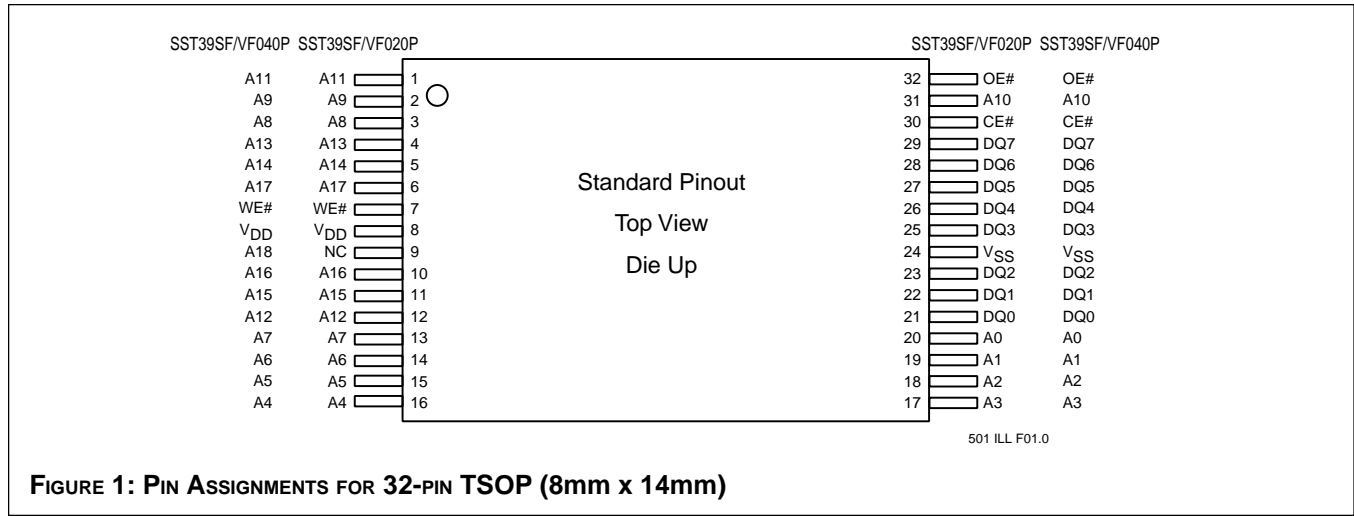 SST39SF/VF040P SST39SF/VF020P SST39SF/VF020P SST39SF/VF040P
A11 A11 1 32 OE# OE#
A9 A9 2 31 A10 A10
A8 A8 3 30 CE# CE#
A13 A13 4 29 DQ7 DQ7
A14 A14 5 28 DQ6 DQ6
A17 A17 6 27 DQ5 DQ5
WE# WE# 7 26 DQ4 DQ4
VDD VDD 8 25 DQ3 DQ3
A18 NC 9 24 VSS VSS
A16 A16 10 23 DQ2 DQ2
A15 A15 11 22 DQ1 DQ1
A12 A12 12 21 DQ0 DQ0
A7 A7 13 20 A0 A0
A6 A6 14 19 A1 A1
A5 A5 15 18 A2 A2
A4 A4 16 17 A3 A3
Standard Pinout
Top View
Die Up
501 ILL F01.0
FIGURE 1: PIN ASSIGNMENTS FOR 32-PIN TSOP (8mm x 14mm)